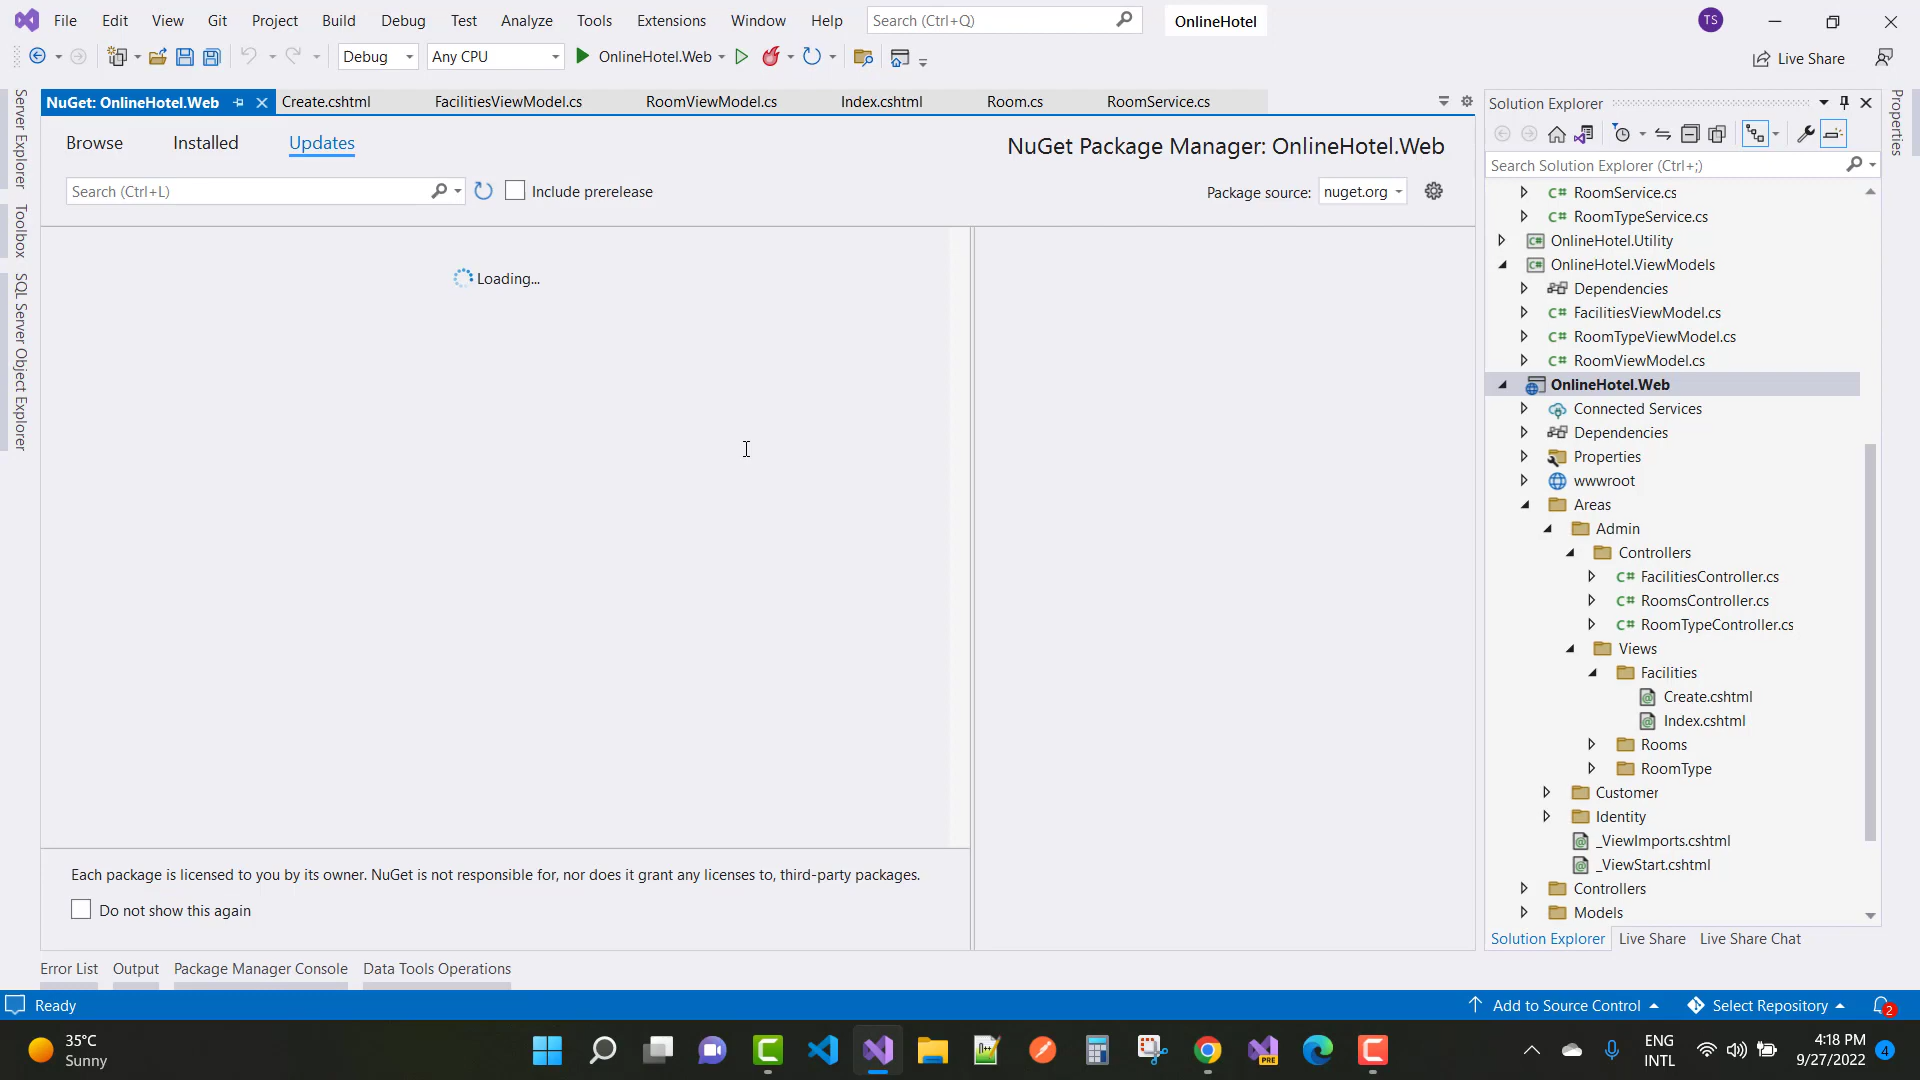 File Edit View Git Project Build Debug Test Analyze Tools Extensions Window Help Search (Ctrl+Q) OnlineHotel TS
Debug Any CPU OnlineHotel.Web Live Share
NuGet: OnlineHotel.Web Create.cshtml FacilitiesViewModel.cs RoomViewModel.cs Index.cshtml Room.cs RoomService.cs
Browse Installed Updates NuGet Package Manager: OnlineHotel.Web
Search (Ctrl+L) Include prerelease Package source: nuget.org
Loading...
Each package is licensed to you by its owner. NuGet is not responsible for, nor does it grant any licenses to, third-party packages.
Do not show this again
Server Explorer
Toolbox
SQL Server Object Explorer
Solution Explorer
Search Solution Explorer (Ctrl+;)
C# RoomService.cs
C# RoomTypeService.cs
C# OnlineHotel.Utility
C# OnlineHotel.ViewModels
Dependencies
C# FacilitiesViewModel.cs
C# RoomTypeViewModel.cs
C# RoomViewModel.cs
OnlineHotel.Web
Connected Services
Dependencies
Properties
wwwroot
Areas
Admin
Controllers
C# FacilitiesController.cs
C# RoomsController.cs
C# RoomTypeController.cs
Views
Facilities
Create.cshtml
Index.cshtml
Rooms
RoomType
Customer
Identity
_ViewImports.cshtml
_ViewStart.cshtml
Controllers
Models
Solution Explorer Live Share Live Share Chat
Properties
Error List Output Package Manager Console Data Tools Operations
Ready Add to Source Control Select Repository 2
35°C
Sunny
PRE
ENG
INTL
4:18 PM
9/27/2022
4